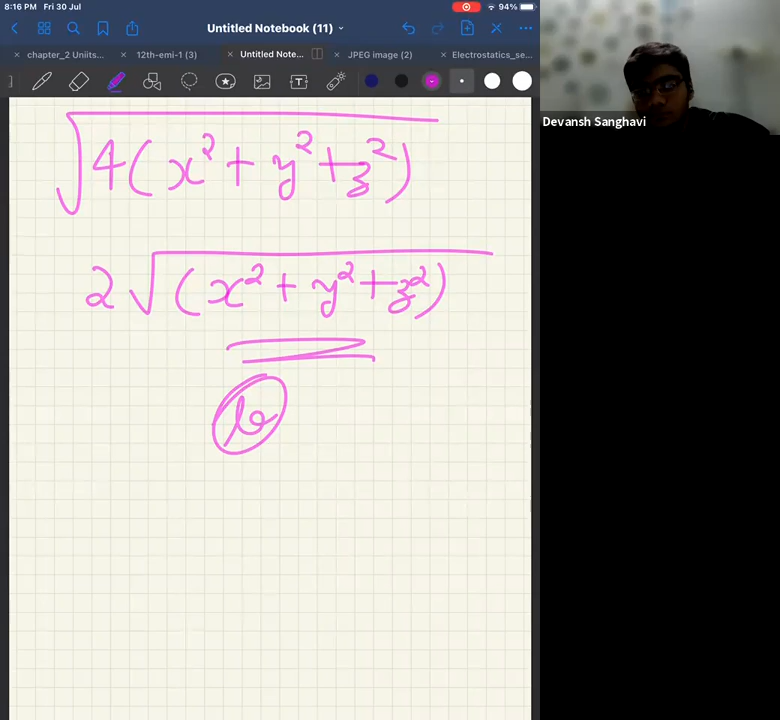 8:16 PM Fri 30 Jul
94%
Untitled Notebook (11)
chapter_2 Uniits... 12th-emi-1 (3) Untitled Note... JPEG image (2) Electrostatics_se...
√4(x²+y²+z²)
2√(x²+y²+z²)
b
Devansh Sanghavi